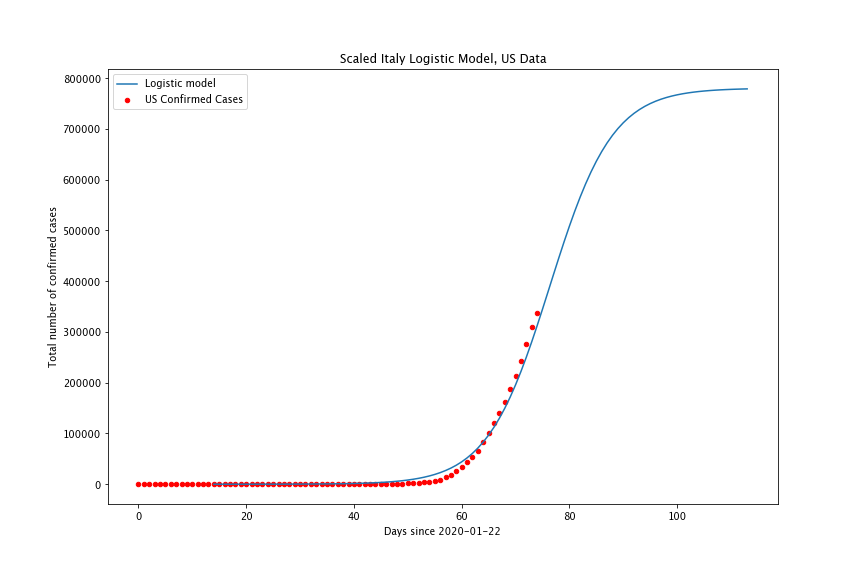 Scaled Italy Logistic Model, US Data
Logistic model
US Confirmed Cases
Total number of confirmed cases
800000
700000
600000
500000
400000
300000
200000
100000
0
0 20 40 60 80 100
Days since 2020-01-22